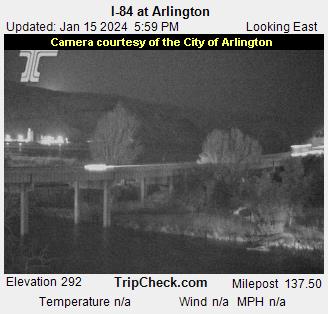 I-84 at Arlington
Updated: Jan 15 2024 5:59 PM Looking East
Camera courtesy of the City of Arlington
Elevation 292 TripCheck.com Milepost 137.50
Temperature n/a Wind n/a MPH n/a